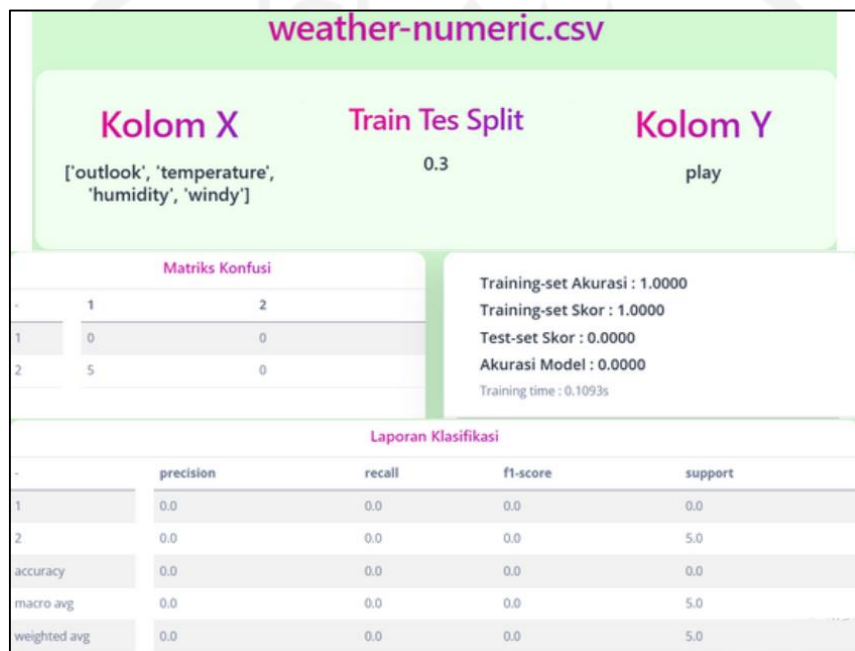 weather-numeric.csv
Kolom X
Train Tes Split
Kolom Y
['outlook', 'temperature',
'humidity', 'windy']
0.3
play
Matriks Konfusi
- 1 2
1 0 0
2 5 0
Training-set Akurasi : 1.0000
Training-set Skor : 1.0000
Test-set Skor : 0.0000
Akurasi Model : 0.0000
Training time : 0.1093s
Laporan Klasifikasi
- precision recall f1-score support
1 0.0 0.0 0.0 0.0
2 0.0 0.0 0.0 5.0
accuracy 0.0 0.0 0.0 0.0
macro avg 0.0 0.0 0.0 5.0
weighted avg 0.0 0.0 0.0 5.0